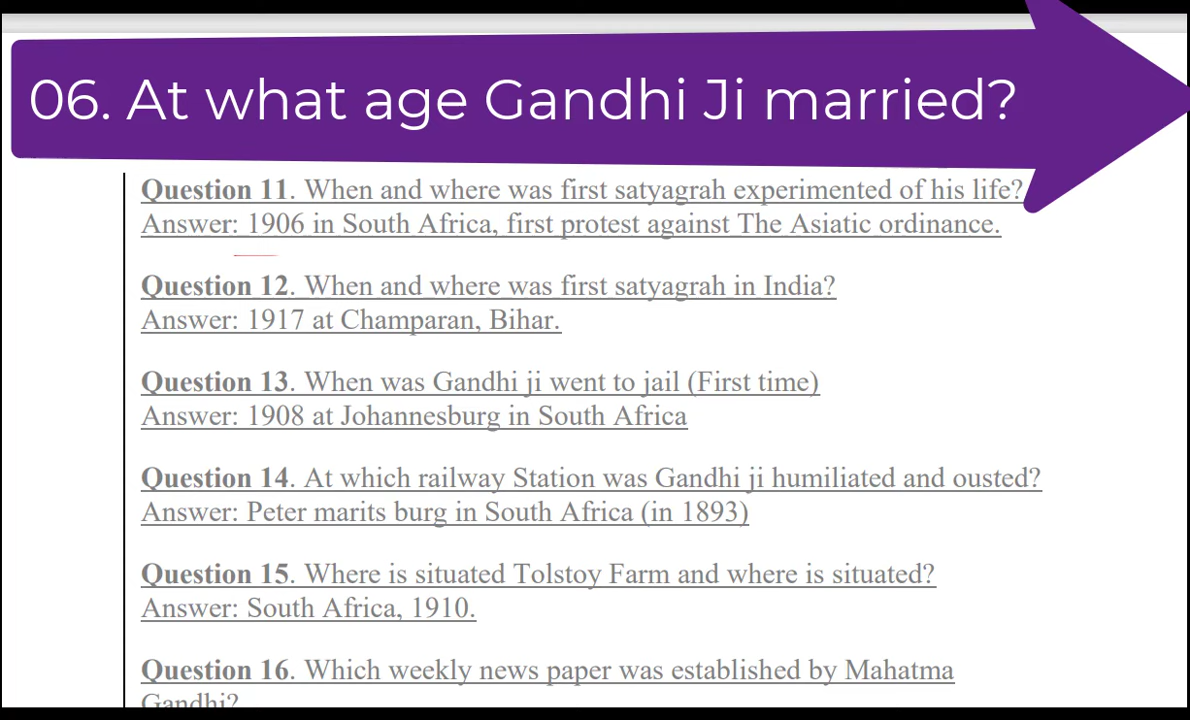 06. At what age Gandhi Ji married?
Question 11. When and where was first satyagrah experimented of his life?
Answer: 1906 in South Africa, first protest against The Asiatic ordinance.
Question 12. When and where was first satyagrah in India?
Answer: 1917 at Champaran, Bihar.
Question 13. When was Gandhi ji went to jail (First time)
Answer: 1908 at Johannesburg in South Africa
Question 14. At which railway Station was Gandhi ji humiliated and ousted?
Answer: Peter marits burg in South Africa (in 1893)
Question 15. Where is situated Tolstoy Farm and where is situated?
Answer: South Africa, 1910.
Question 16. Which weekly news paper was established by Mahatma
Gandhi?